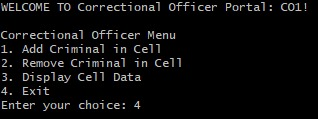 WELCOME TO Correctional Officer Portal: CO1!
Correctional Officer Menu
1. Add Criminal in Cell
2. Remove Criminal in Cell
3. Display Cell Data
4. Exit
Enter your choice: 4